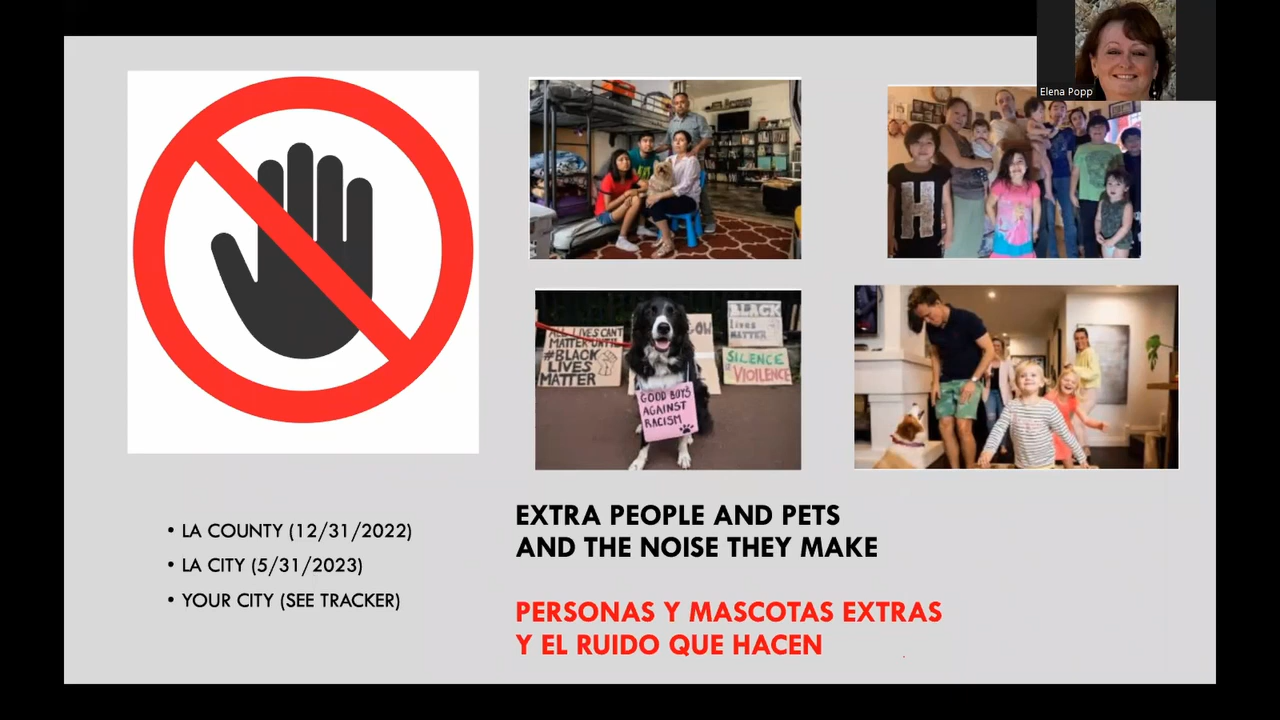 Elena Popp
H
ALL LIVES CAN'T
MATTER UNTIL
#BLACK
LIVES
MATTER
BLACK
lives
MATTER
SILENCE
VIOILENCE
GOOD BOYS
AGAINST
RACISM
• LA COUNTY (12/31/2022)
• LA CITY (5/31/2023)
• YOUR CITY (SEE TRACKER)
EXTRA PEOPLE AND PETS
AND THE NOISE THEY MAKE
PERSONAS Y MASCOTAS EXTRAS
Y EL RUIDO QUE HACEN